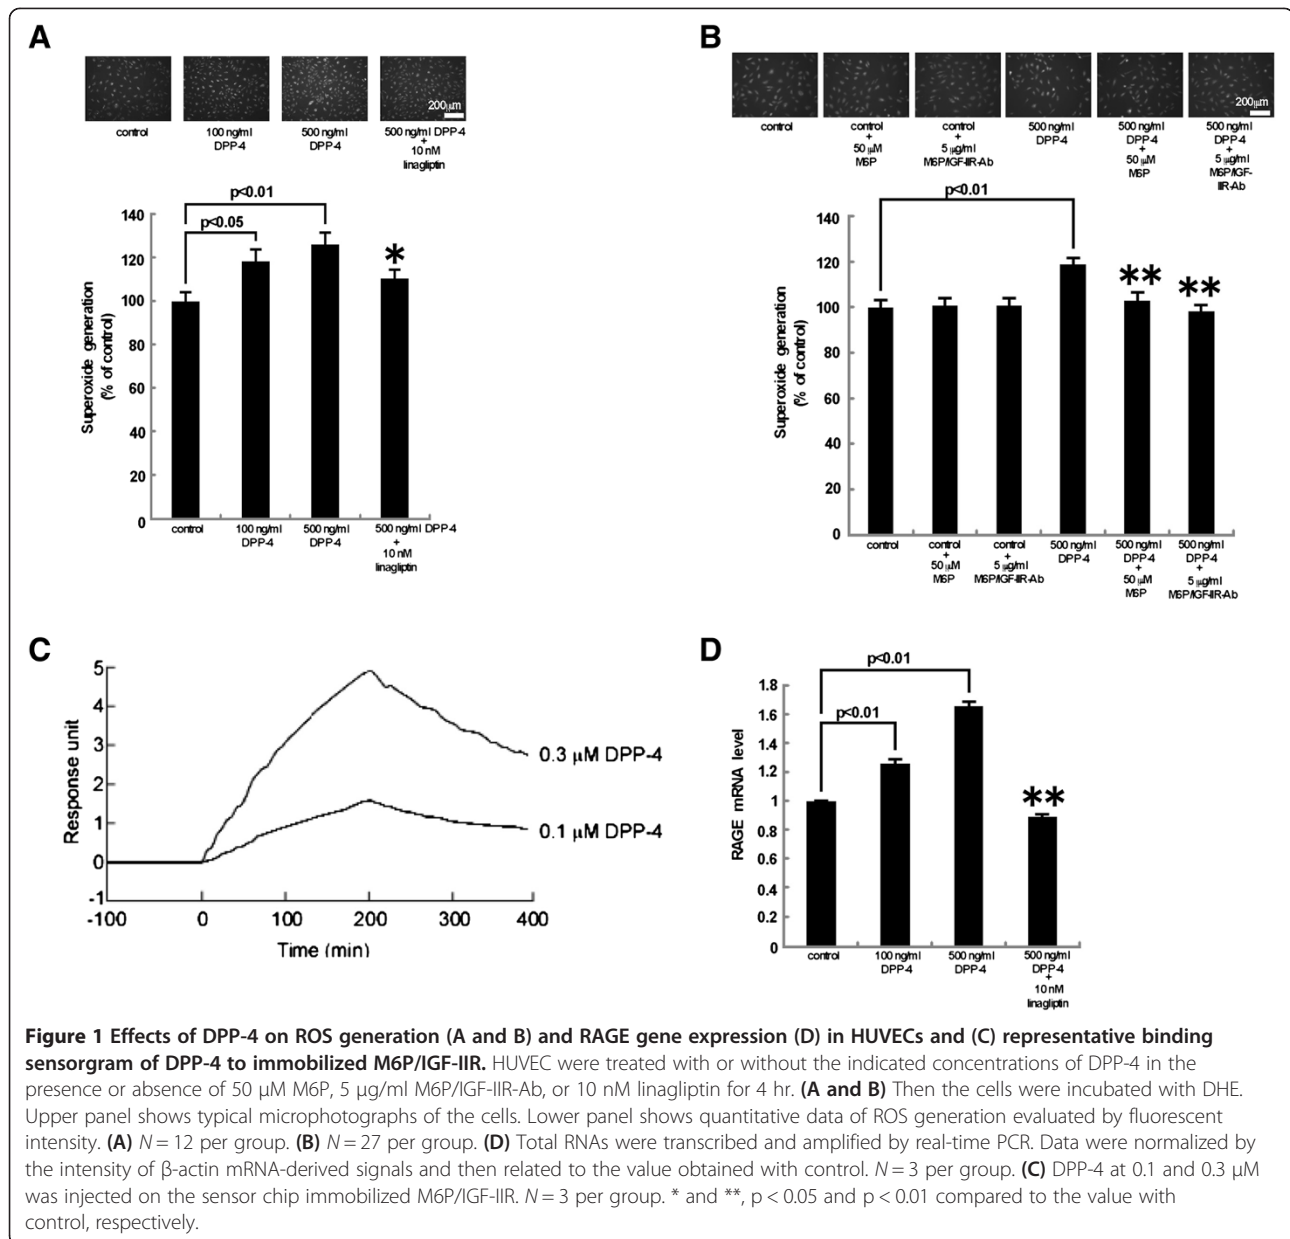 A
200μm
control
100 ng/ml
DPP-4
500 ng/ml
DPP-4
500 ng/ml DPP-4
+
10 nM
linagliptin
p<0.01
p<0.05
*
140
120
100
80
60
40
20
0
Superoxide generation
(% of control)
control
100 ng/ml
DPP-4
500 ng/ml
DPP-4
500 ng/ml DPP-4
+
10 nM
linagliptin
B
200μm
control
control
+
50 μM
M6P
control
+
5 μg/ml
M6P/IGF-IIR-Ab
500 ng/ml
DPP-4
500 ng/ml
DPP-4
+
50 μM
M6P
500 ng/ml
DPP-4
+
5 μg/ml
M6P/IGF-
IIR-Ab
p<0.01
**
**
140
120
100
80
60
40
20
0
Superoxide generation
(% of control)
control
control
+
50 μM
M6P
control
+
5 μg/ml
M6P/IGF-IIR-Ab
500 ng/ml
DPP-4
500 ng/ml
DPP-4
+
50 μM
M6P
500 ng/ml
DPP-4
+
5 μg/ml
M6P/IGF-IIR-Ab
C
5
4
3
2
1
0
-1
Response unit
0.3 μM DPP-4
0.1 μM DPP-4
-100 0 100 200 300 400
Time (min)
D
p<0.01
p<0.01
**
1.8
1.6
1.4
1.2
1
0.8
0.6
0.4
0.2
0
RAGE mRNA level
control
100 ng/ml
DPP-4
500 ng/ml
DPP-4
500 ng/ml
DPP-4
+
10 nM
linagliptin
Figure 1 Effects of DPP-4 on ROS generation (A and B) and RAGE gene expression (D) in HUVECs and (C) representative binding
sensorgram of DPP-4 to immobilized M6P/IGF-IIR. HUVEC were treated with or without the indicated concentrations of DPP-4 in the
presence or absence of 50 μM M6P, 5 μg/ml M6P/IGF-IIR-Ab, or 10 nM linagliptin for 4 hr. (A and B) Then the cells were incubated with DHE.
Upper panel shows typical microphotographs of the cells. Lower panel shows quantitative data of ROS generation evaluated by fluorescent
intensity. (A) N = 12 per group. (B) N = 27 per group. (D) Total RNAs were transcribed and amplified by real-time PCR. Data were normalized by
the intensity of β-actin mRNA-derived signals and then related to the value obtained with control. N = 3 per group. (C) DPP-4 at 0.1 and 0.3 μM
was injected on the sensor chip immobilized M6P/IGF-IIR. N = 3 per group. * and **, p < 0.05 and p < 0.01 compared to the value with
control, respectively.